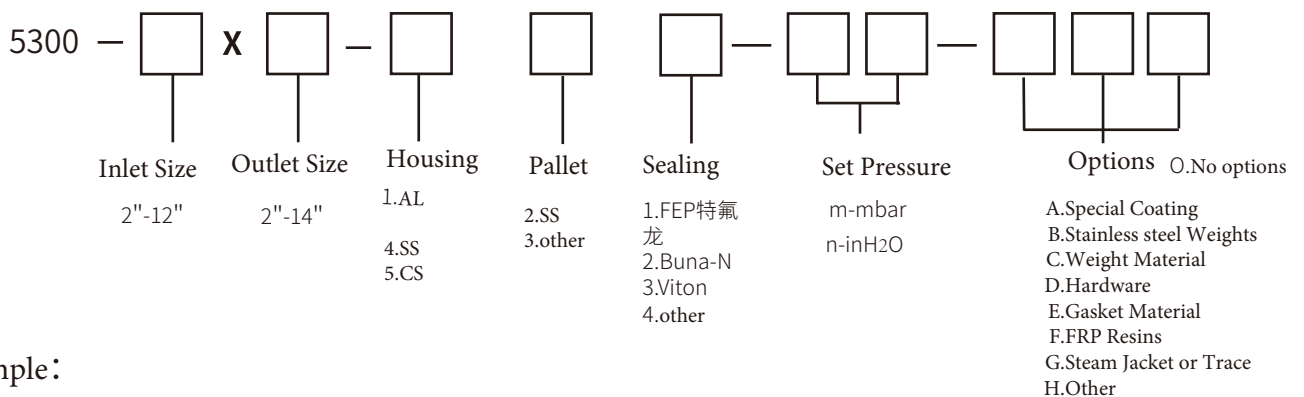 5300 — X — — —
Inlet Size
2"-12"
Outlet Size
2"-14"
Housing
1.AL
4.SS
5.CS
Pallet
2.SS
3.other
Sealing
1.FEP特氟
龙
2.Buna-N
3.Viton
4.other
Set Pressure
m-mbar
n-inH2O
Options O.No options
A.Special Coating
B.Stainless steel Weights
C.Weight Material
D.Hardware
E.Gasket Material
F.FRP Resins
G.Steam Jacket or Trace
H.Other
nple：